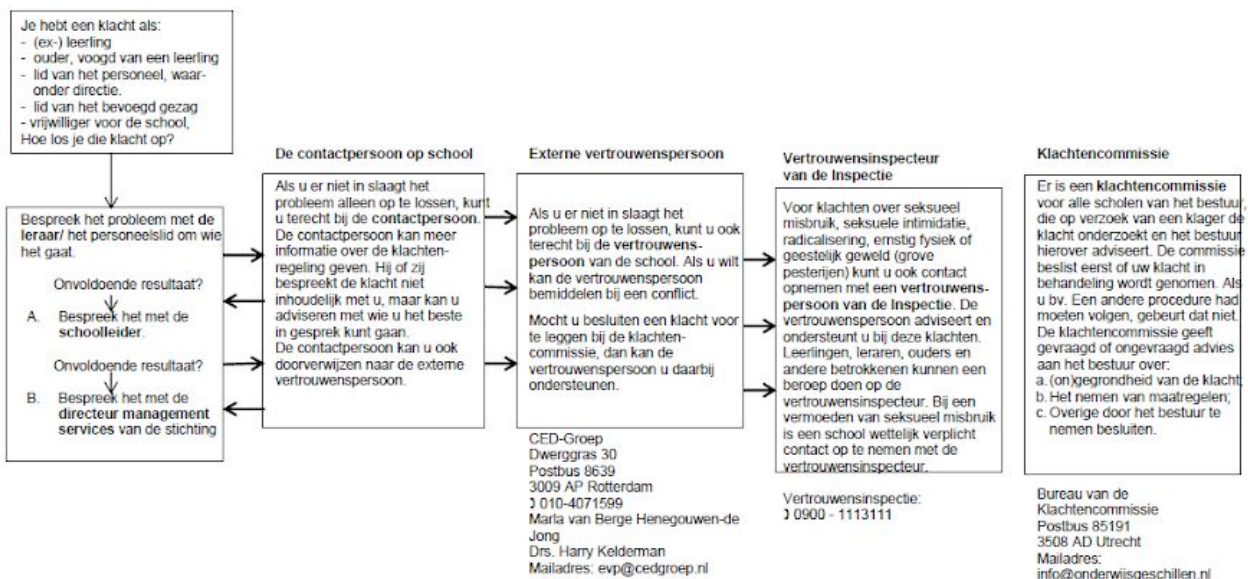 Je hebt een klacht als:
- (ex-) leerling
- ouder, voogd van een leerling
- lid van het personeel, waar-
onder directie.
- lid van het bevoegd gezag
- vrijwilliger voor de school,
Hoe los je die klacht op?
Bespreek het probleem met de
leraar/ het personeelslid om wie
het gaat.
Onvoldoende resultaat?
A. Bespreek het met de
schoolleider.
Onvoldoende resultaat?
B. Bespreek het met de
directeur management
services van de stichting
De contactpersoon op school
Als u er niet in slaagt het
probleem alleen op te lossen, kunt
u terecht bij de contactpersoon.
De contactpersoon kan meer
informatie over de klachten-
regeling geven. Hij of zij
bespreekt de klacht niet
inhoudelijk met u, maar kan u
adviseren met wie u het beste
in gesprek kunt gaan.
De contactpersoon kan u ook
doorverwijzen naar de externe
vertrouwenspersoon.
Externe vertrouwenspersoon
Als u er niet in slaagt het
probleem op te lossen, kunt u ook
terecht bij de vertrouwens-
persoon van de school. Als u wilt
kan de vertrouwenspersoon
bemiddelen bij een conflict.
Mocht u besluiten een klacht voor
te leggen bij de klachten-
commissie, dan kan de
vertrouwenspersoon u daarbij
ondersteunen.
CED-Groep
Dwerggras 30
Postbus 8639
3009 AP Rotterdam
010-4071599
Marla van Berge Henegouwen-de
Jong
Drs. Harry Kelderman
Mailadres: evp@cedgroep.nl
Vertrouwensinspecteur
van de Inspectie
Voor klachten over seksueel
misbruik, seksuele intimidatie,
radicalisering, ernstig fysiek of
geestelijk geweld (grove
pesterijen) kunt u ook contact
opnemen met een vertrouwens-
persoon van de Inspectie. De
vertrouwenspersoon adviseert en
ondersteunt u bij deze klachten.
Leerlingen, leraren, ouders en
andere betrokkenen kunnen een
beroep doen op de
vertrouwensinspecteur. Bij een
vermoeden van seksueel misbruik
is een school wettelijk verplicht
contact op te nemen met de
vertrouwensinspecteur.
Vertrouwensinspectie:
0900 - 1113111
Klachtencommissie
Er is een klachtencommissie
voor alle scholen van het bestuur,
die op verzoek van een klager de
klacht onderzoekt en het bestuur
hierover adviseert. De commissie
beslist eerst of uw klacht in
behandeling wordt genomen. Als
u bv. Een andere procedure had
moeten volgen, gebeurt dat niet.
De klachtencommissie geeft
gevraagd of ongevraagd advies
aan het bestuur over:
a. (on)gegrondheid van de klacht;
b. Het nemen van maatregelen;
c. Overige door het bestuur te
nemen besluiten.
Bureau van de
Klachtencommissie
Postbus 85191
3508 AD Utrecht
Mailadres:
info@onderwijsgeschillen.nl